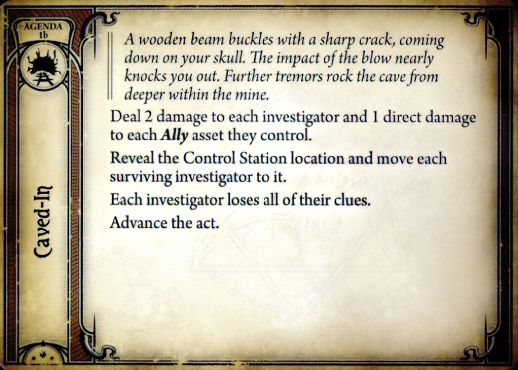 AGENDA
1b
Caved-In
A wooden beam buckles with a sharp crack, coming
down on your skull. The impact of the blow nearly
knocks you out. Further tremors rock the cave from
deeper within the mine.
Deal 2 damage to each investigator and 1 direct damage
to each Ally asset they control.
Reveal the Control Station location and move each
surviving investigator to it.
Each investigator loses all of their clues.
Advance the act.